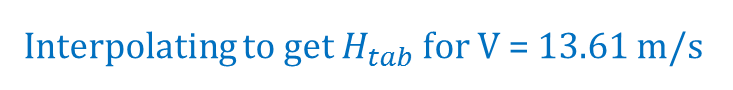 Interpolating to get H_tab for V = 13.61 m/s